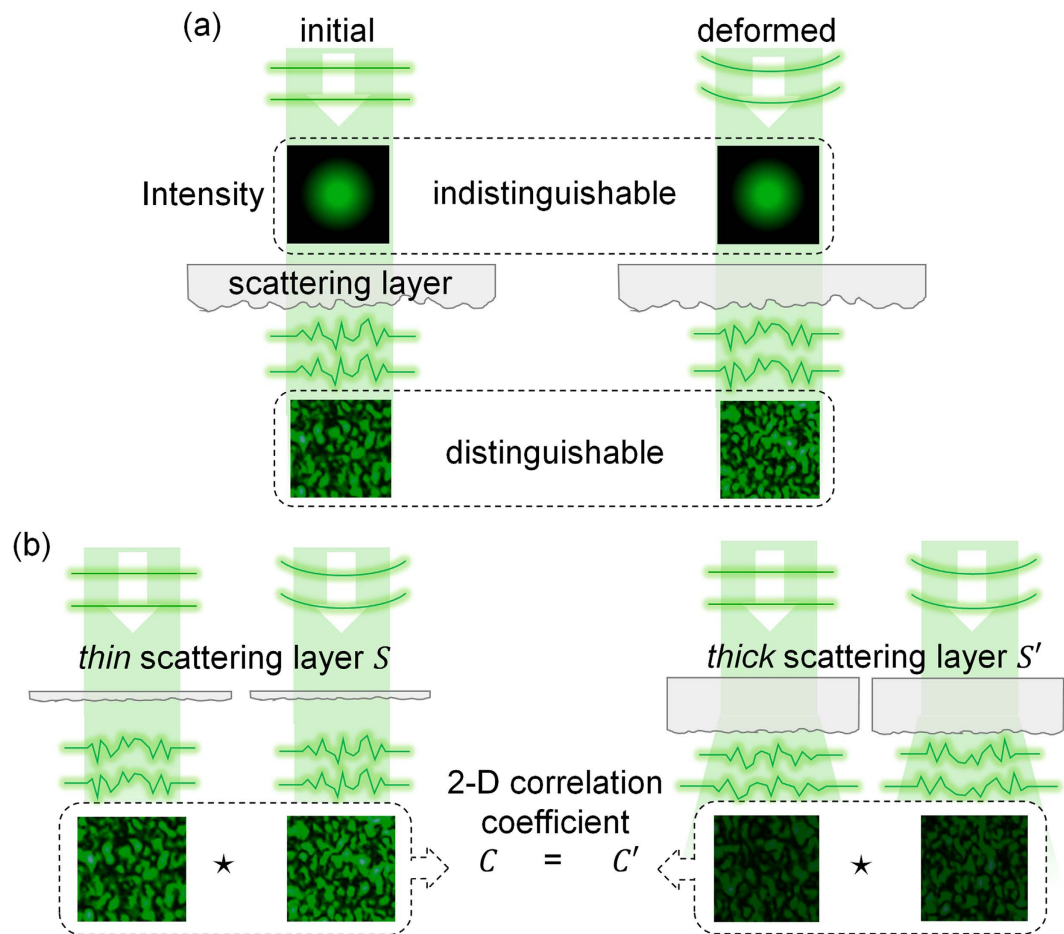 (a)
initial
deformed
Intensity
indistinguishable
scattering layer
distinguishable
(b)
thin scattering layer S
thick scattering layer S′
2-D correlation
coefficient
★
C = C′
★